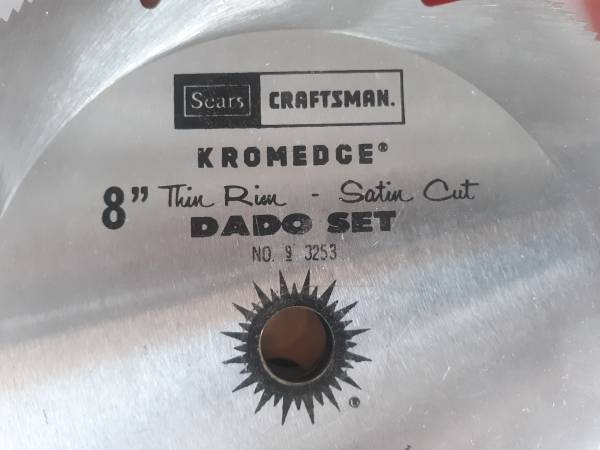 Sears CRAFTSMAN.
KROMEDGE®
8” Thin Rim - Satin Cut
DADO SET
NO. 9 3253
®